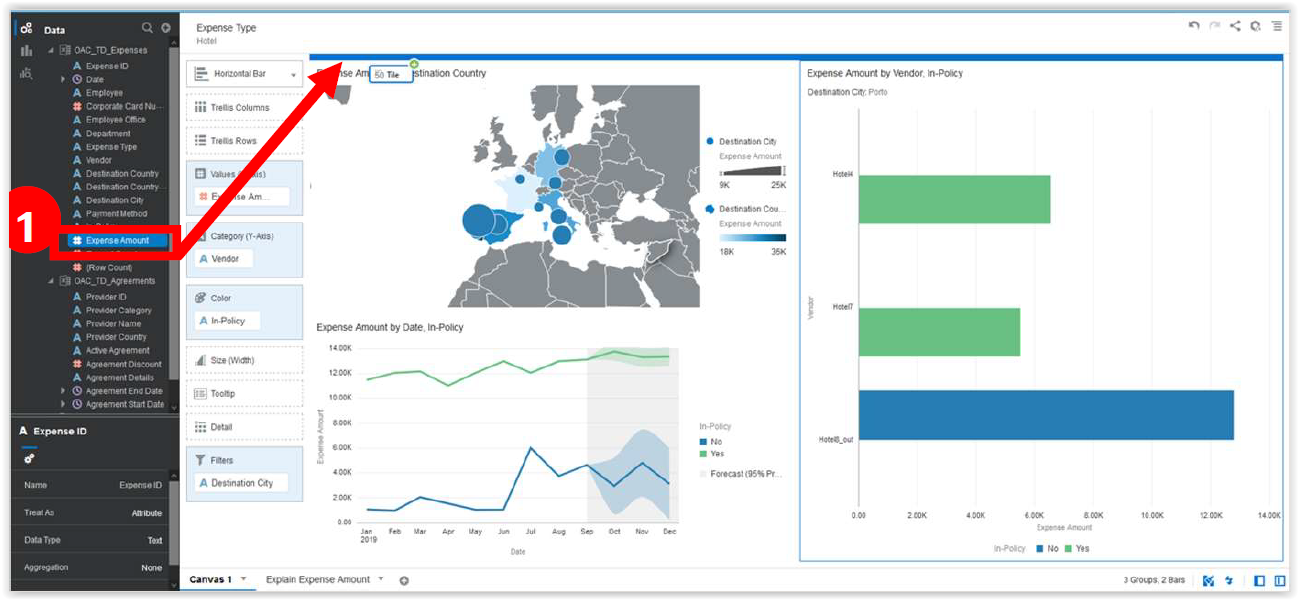 Data
OAC_TD_Expenses
Expense ID
Date
Employee
Corporate Card Nu...
Employee Office
Department
Expense Type
Vendor
Destination Country
Destination Country...
Destination City
Payment Method
Expense Amount
(Row Count)
OAC_TD_Agreements
Provider ID
Provider Category
Provider Name
Provider Country
Active Agreement
Agreement Discount
Agreement Details
Agreement End Date
Agreement Start Date
1
A Expense ID
Name Expense ID
Treat As Attribute
Data Type Text
Aggregation None
Expense Type
Hotel
Horizontal Bar
Trellis Columns
Trellis Rows
Values
Expense Am...
Category (Y-Axis)
A Vendor
Color
A In-Policy
Size (Width)
Tooltip
Detail
Filters
A Destination City
Tile
stination Country
Destination City
Expense Amount
9K 25K
Destination Cou...
Expense Amount
18K 35K
Expense Amount by Date, In-Policy
14.00K
12.00K
10.00K
8.00K
6.00K
4.00K
2.00K
0.00
Expense Amount
Jan Feb Mar Apr May Jun Jul Aug Sep Oct Nov Dec
2019
Date
In-Policy
No
Yes
Forecast (95% Pr...
Expense Amount by Vendor, In-Policy
Destination City: Porto
Vendor
Hotel4
Hotel7
Hotel8_out
0.00 2.00K 4.00K 6.00K 8.00K 10.00K 12.00K 14.00K
Expense Amount
In-Policy No Yes
Canvas 1
Explain Expense Amount
3 Groups, 2 Bars